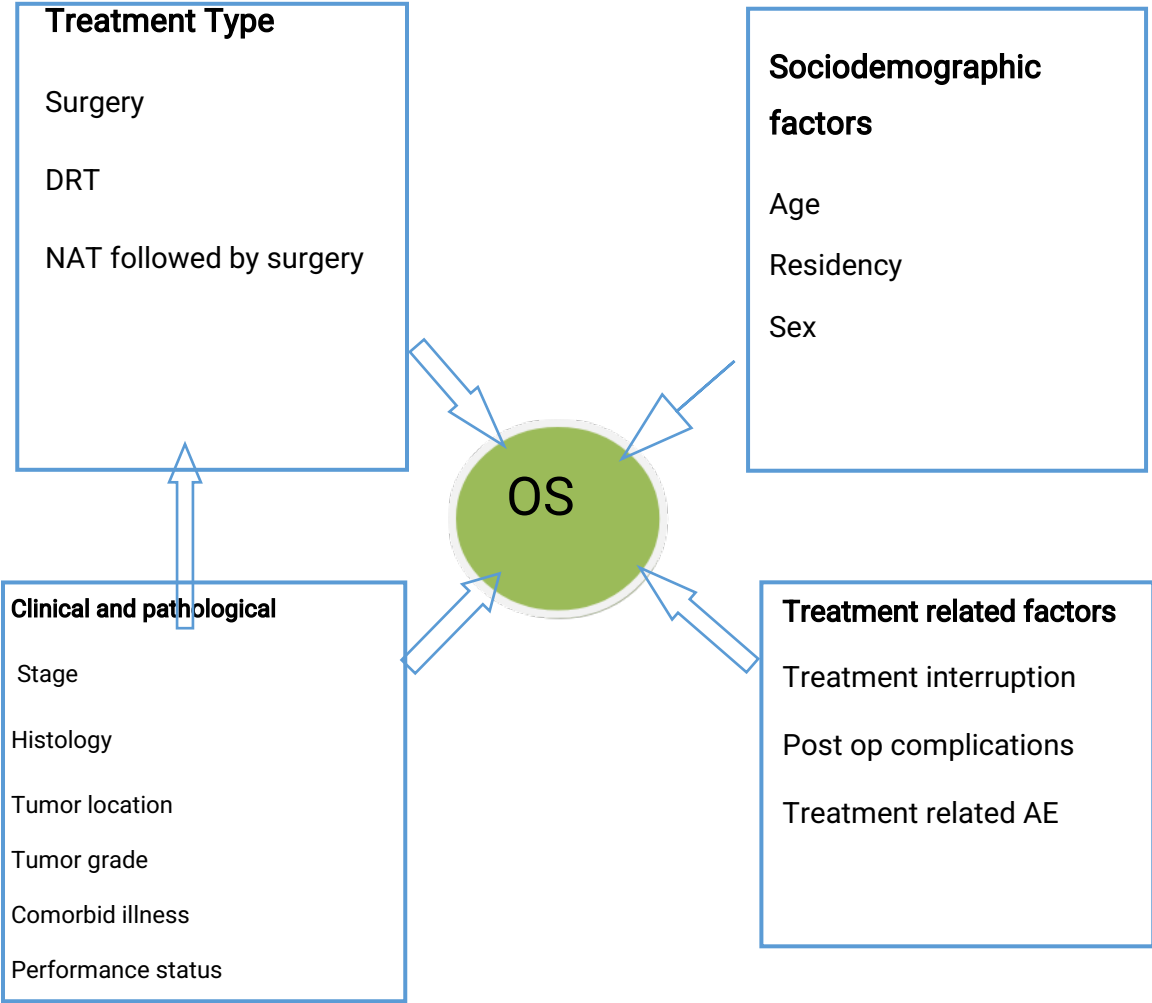 Treatment Type
Surgery
DRT
NAT followed by surgery
Sociodemographic
factors
Age
Residency
Sex
OS
Clinical and pathological
Stage
Histology
Tumor location
Tumor grade
Comorbid illness
Performance status
Treatment related factors
Treatment interruption
Post op complications
Treatment related AE